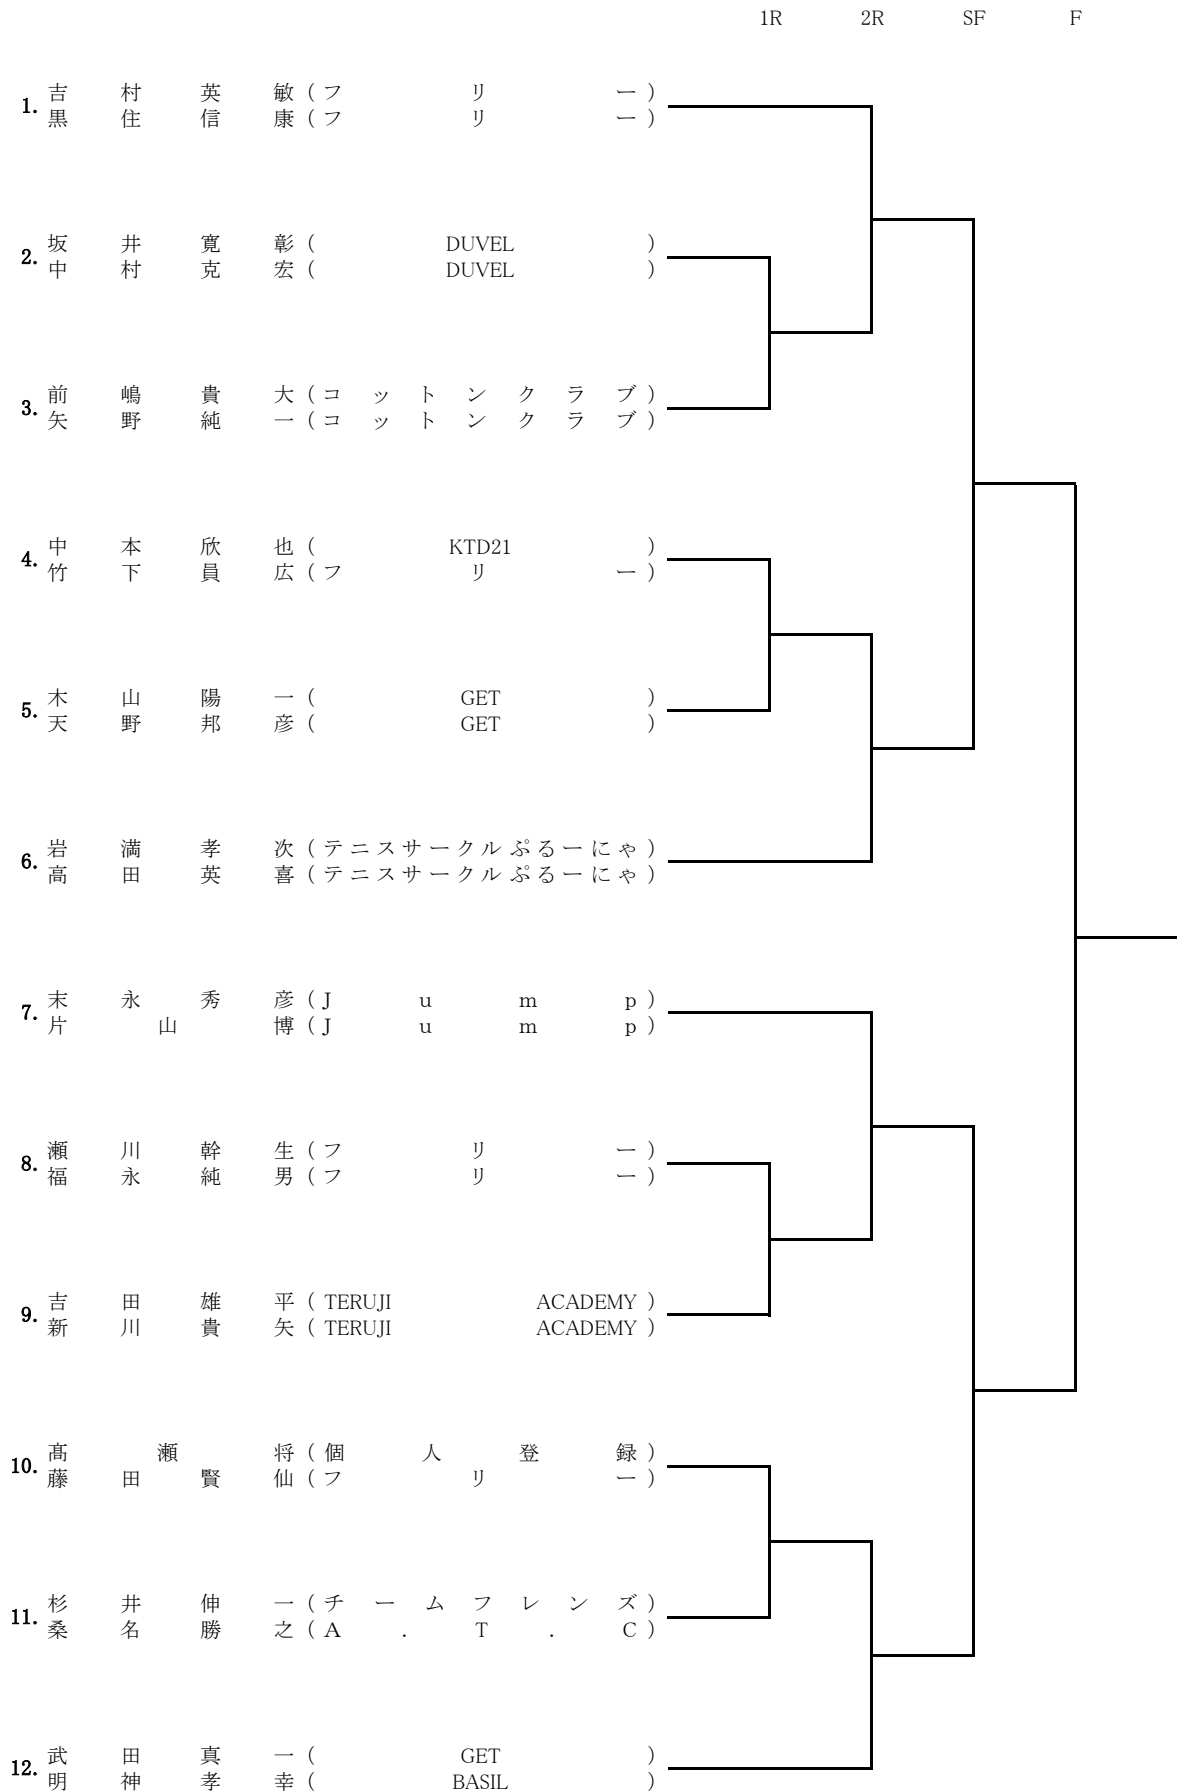 1R 2R SF F
1. 吉村英敏(フリー)
黒住信康(フリー)
2. 坂井寛彰(DUVEL)
中村克宏(DUVEL)
3. 前嶋貴大(コットンクラブ)
矢野純一(コットンクラブ)
4. 中本欣也(KTD21)
竹下員広(フリー)
5. 木山陽一(GET)
天野邦彦(GET)
6. 岩満孝次(テニスサークルぷるーにゃ)
高田英喜(テニスサークルぷるーにゃ)
7. 末永秀彦(Jump)
片山博(Jump)
8. 瀬川幹生(フリー)
福永純男(フリー)
9. 吉田雄平(TERUJI ACADEMY)
新川貴矢(TERUJI ACADEMY)
10. 髙瀬将(個人登録)
藤田賢仙(フリー)
11. 杉井伸一(チームフレンズ)
桑名勝之(A.T.C)
12. 武田真一(GET)
明神孝幸(BASIL)